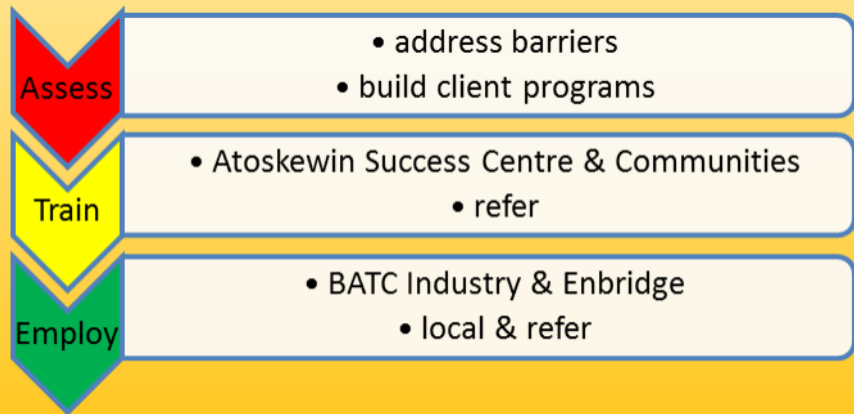 Assess
• address barriers
• build client programs
Train
• Atoskewin Success Centre & Communities
• refer
Employ
• BATC Industry & Enbridge
• local & refer